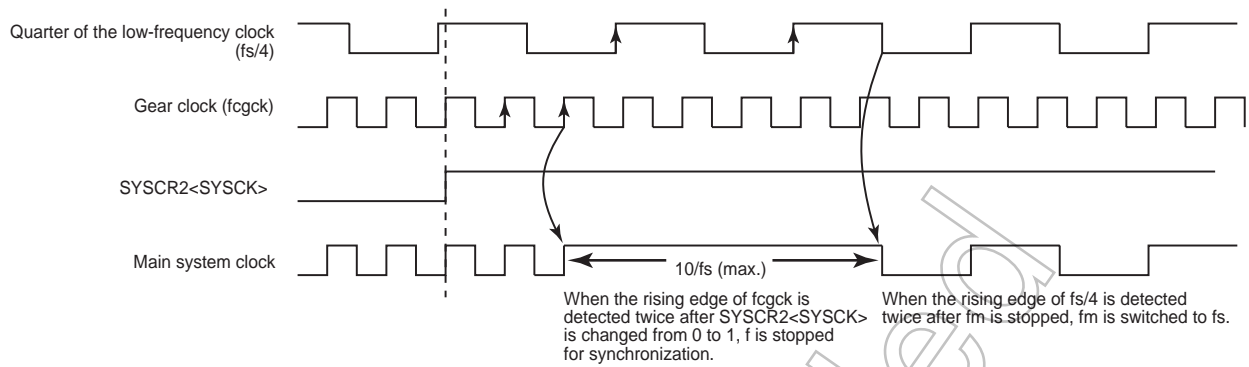 Quarter of the low-frequency clock
(fs/4)
Gear clock (fcgck)
SYSCR2<SYSCK>
Main system clock
10/fs (max.)
When the rising edge of fcgck is
detected twice after SYSCR2<SYSCK>
is changed from 0 to 1, f is stopped
for synchronization.
When the rising edge of fs/4 is detected
twice after fm is stopped, fm is switched to fs.